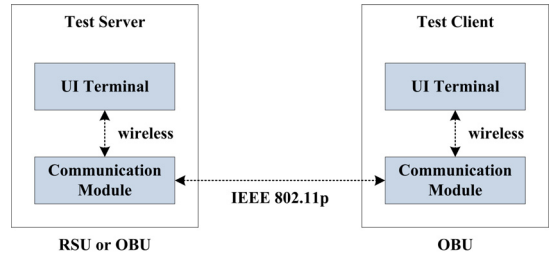 Test Server
Test Client
UI Terminal
UI Terminal
wireless
wireless
Communication
Module
Communication
Module
IEEE 802.11p
RSU or OBU
OBU